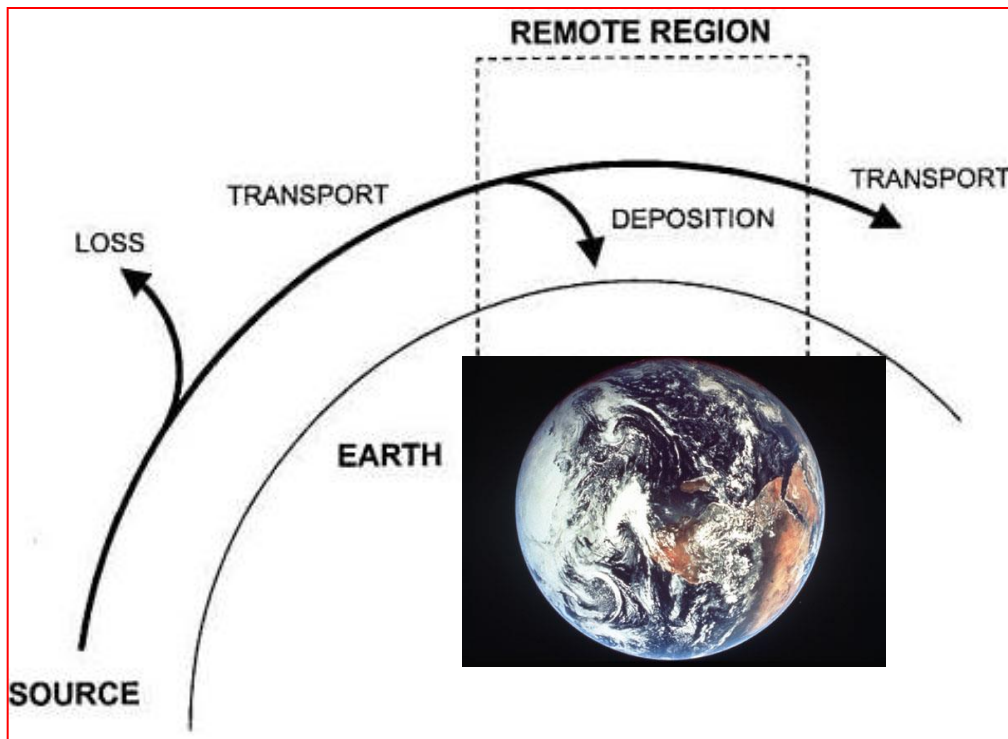 REMOTE REGION
TRANSPORT
TRANSPORT
DEPOSITION
LOSS
EARTH
SOURCE